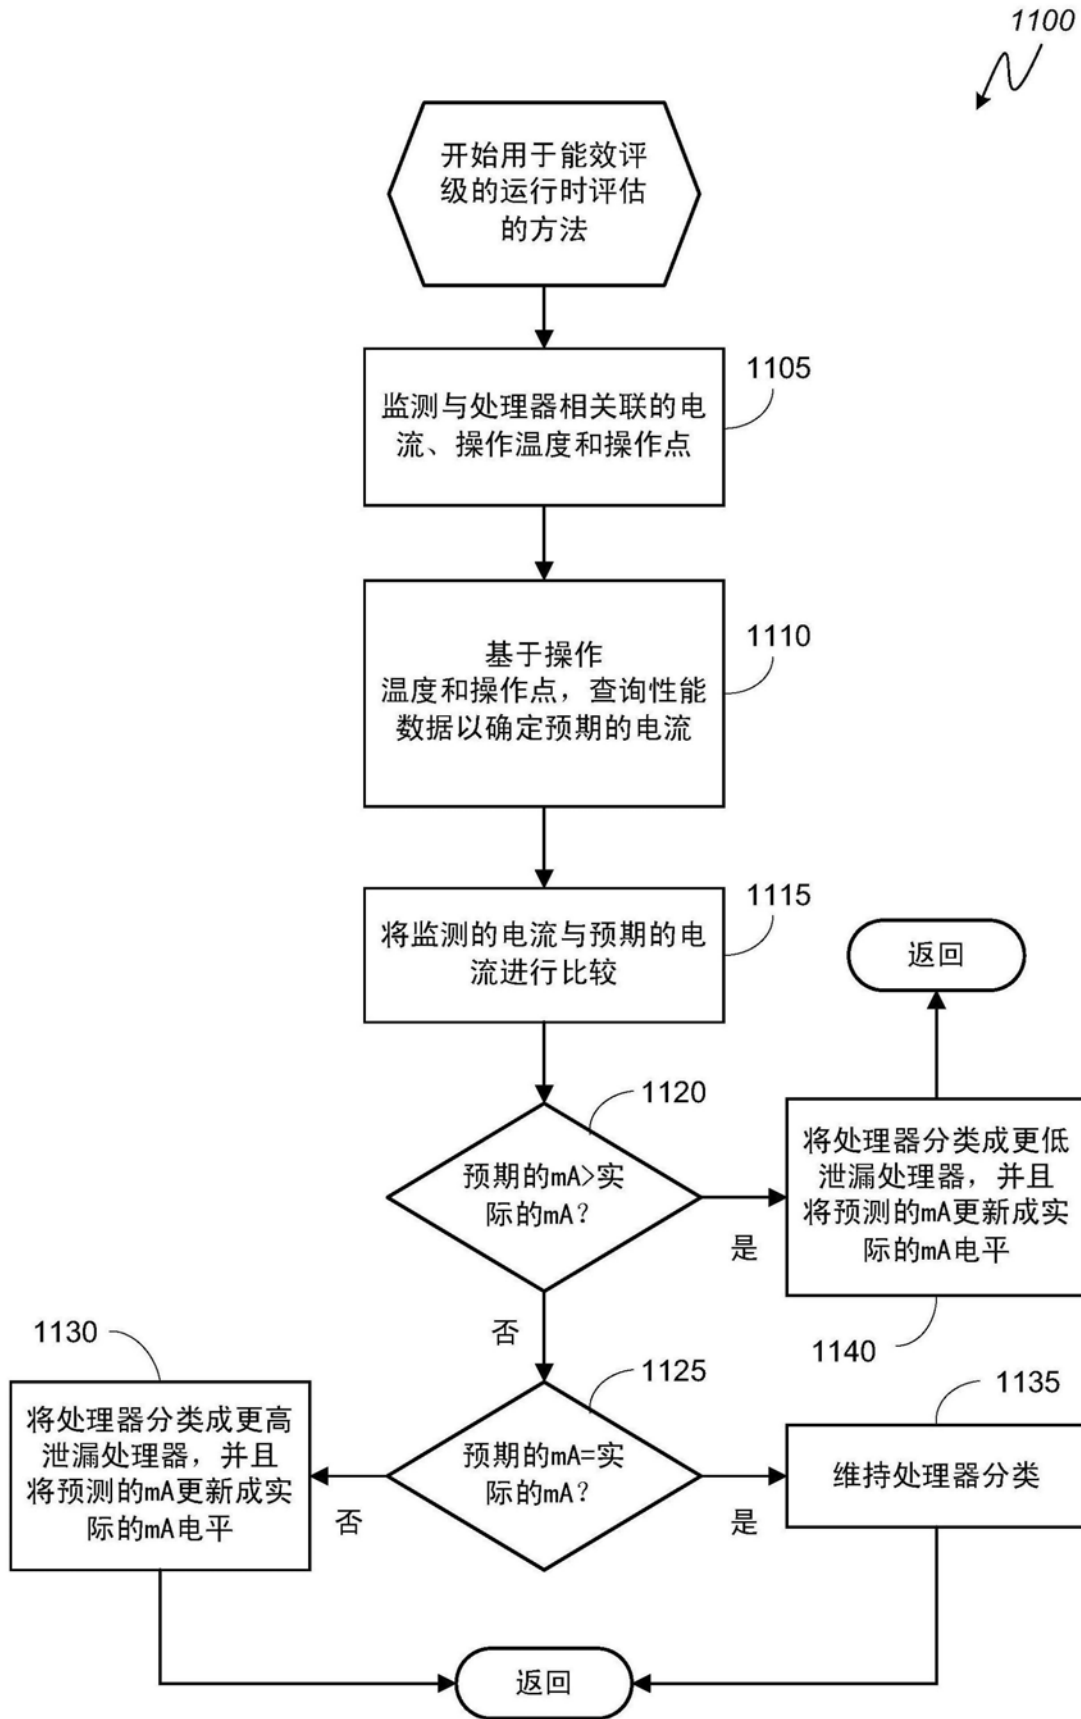 1100
开始用于能效评
级的运行时评估
的方法
1105
监测与处理器相关联的电
流、操作温度和操作点
1110
基于操作
温度和操作点，查询性能
数据以确定预期的电流
1115
将监测的电流与预期的电
流进行比较
返回
1120
预期的mA>实
际的mA？
是
将处理器分类成更低
泄漏处理器，并且
将预测的mA更新成实
际的mA电平
1140
否
1130
将处理器分类成更高
泄漏处理器，并且
将预测的mA更新成实
际的mA电平
1125
预期的mA=实
际的mA？
否
是
1135
维持处理器分类
返回